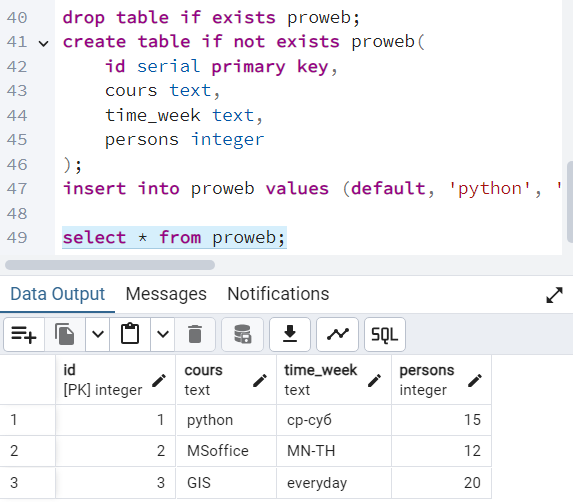 40 drop table if exists proweb;
41 create table if not exists proweb(
42 id serial primary key,
43 cours text,
44 time_week text,
45 persons integer
46 );
47 insert into proweb values (default, 'python', '
48
49 select * from proweb;
Data Output Messages Notifications
SQL
id cours time_week persons
[PK] integer text text integer
1 1 python ср-суб 15
2 2 MSoffice MN-TH 12
3 3 GIS everyday 20